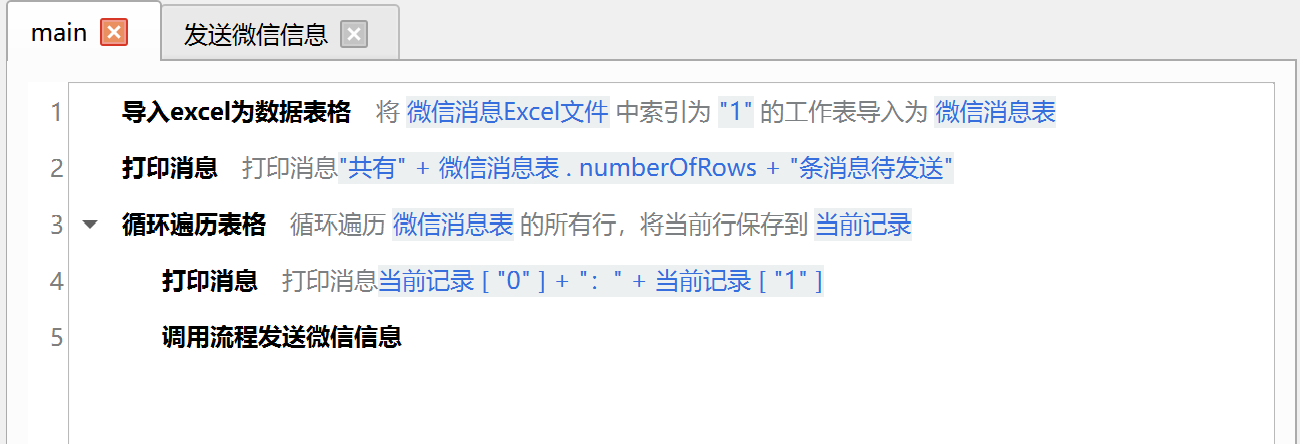 main 发送微信信息
1 导入excel为数据表格 将 微信消息Excel文件 中索引为 "1" 的工作表导入为 微信消息表
2 打印消息 打印消息"共有" + 微信消息表 . numberOfRows + "条消息待发送"
3 循环遍历表格 循环遍历 微信消息表 的所有行，将当前行保存到 当前记录
4 打印消息 打印消息当前记录 [ "0" ] + "：" + 当前记录 [ "1" ]
5 调用流程发送微信信息